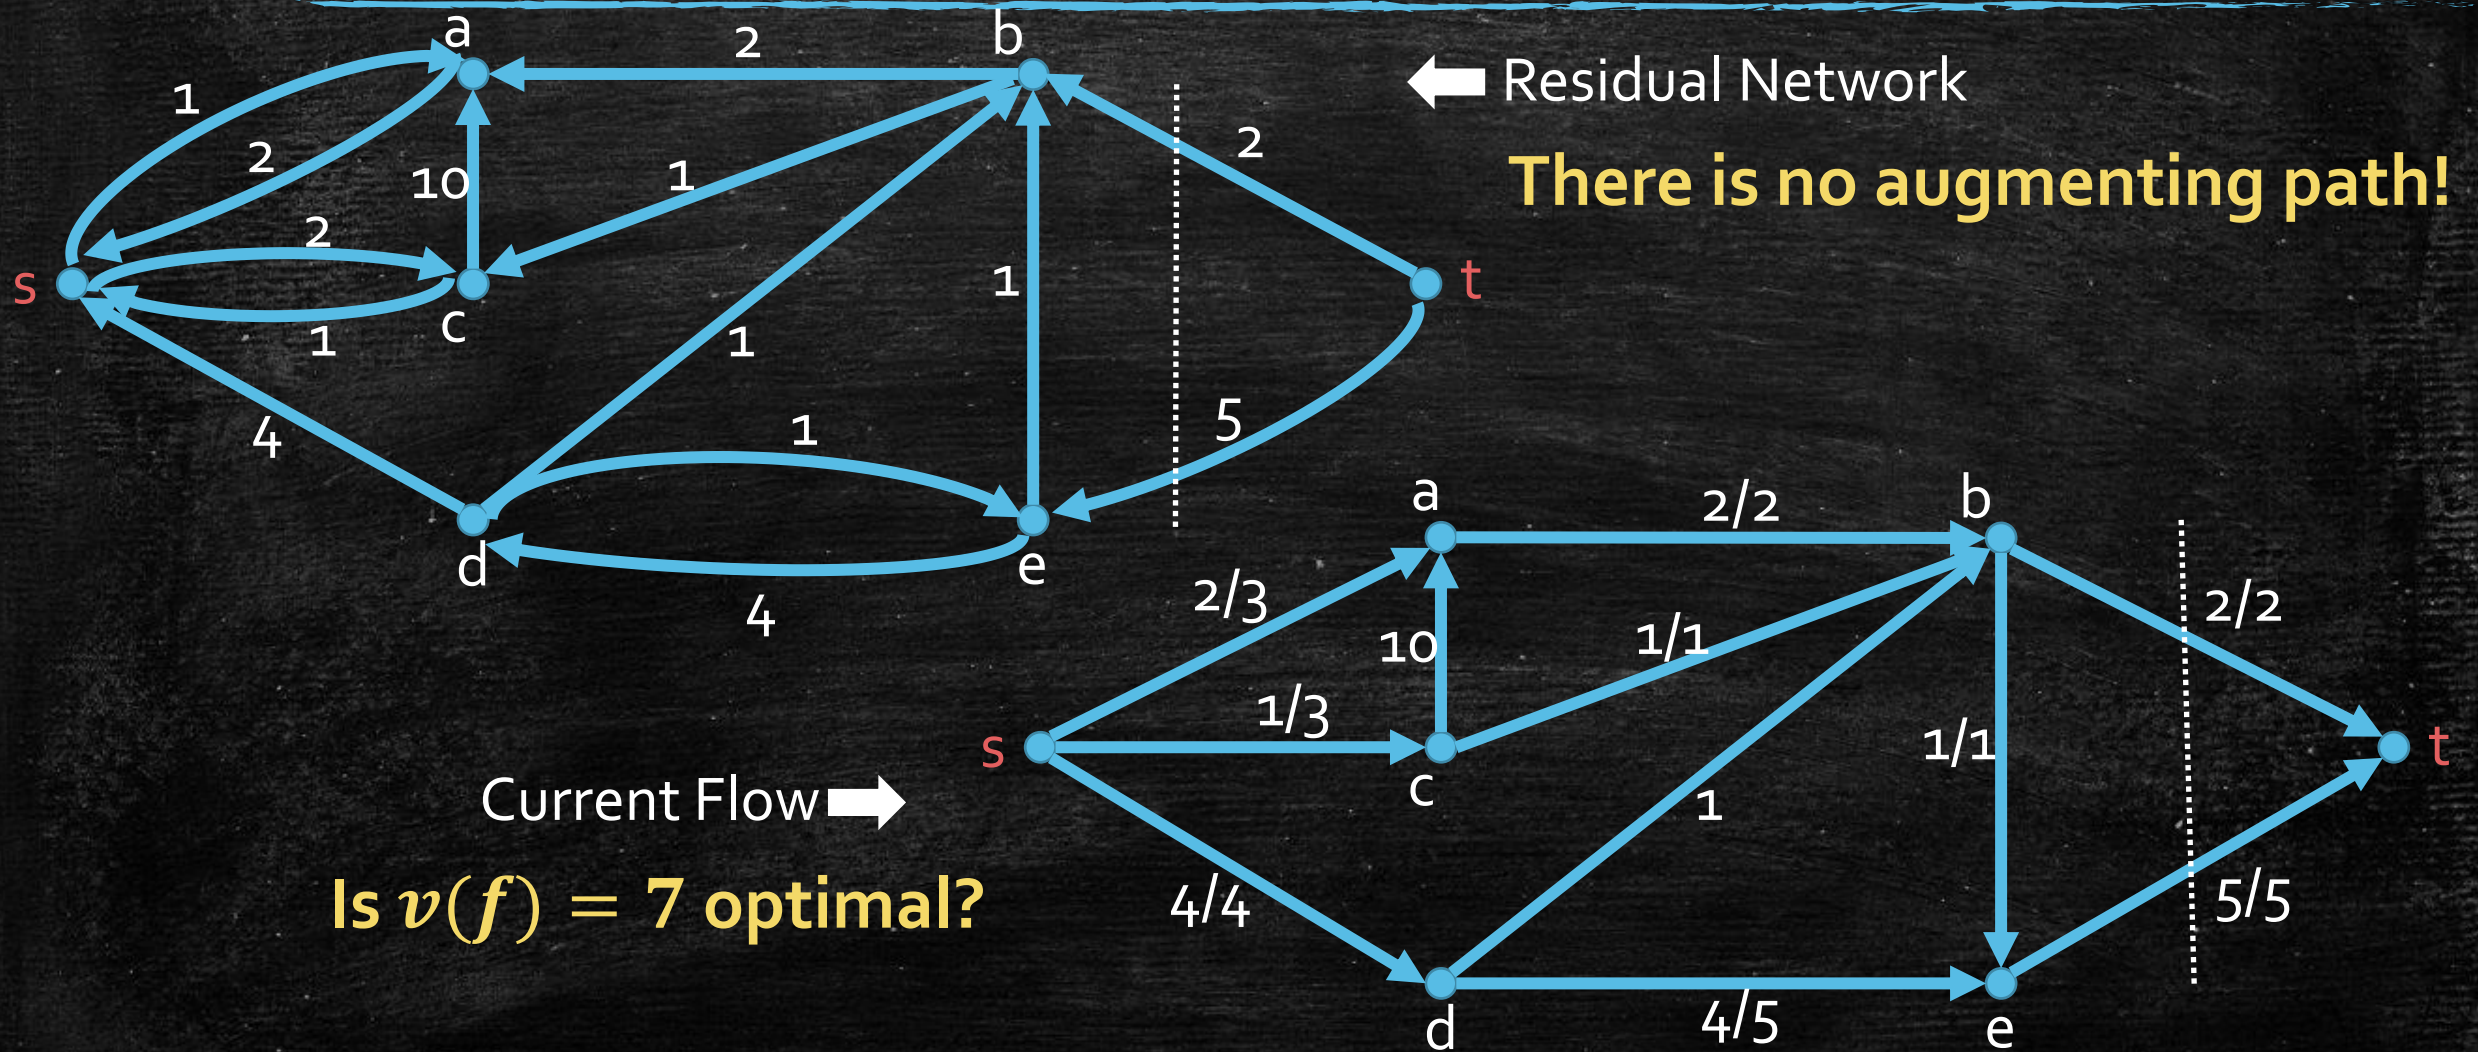 a
b
2
Residual Network
1
2
10
1
2
There is no augmenting path!
2
s
1
t
c
1
1
4
1
5
d
e
4
a
2/2
b
2/3
10
1/1
2/2
1/3
s
1/1
t
c
Current Flow
1
Is v(f) = 7 optimal?
4/4
5/5
d
4/5
e